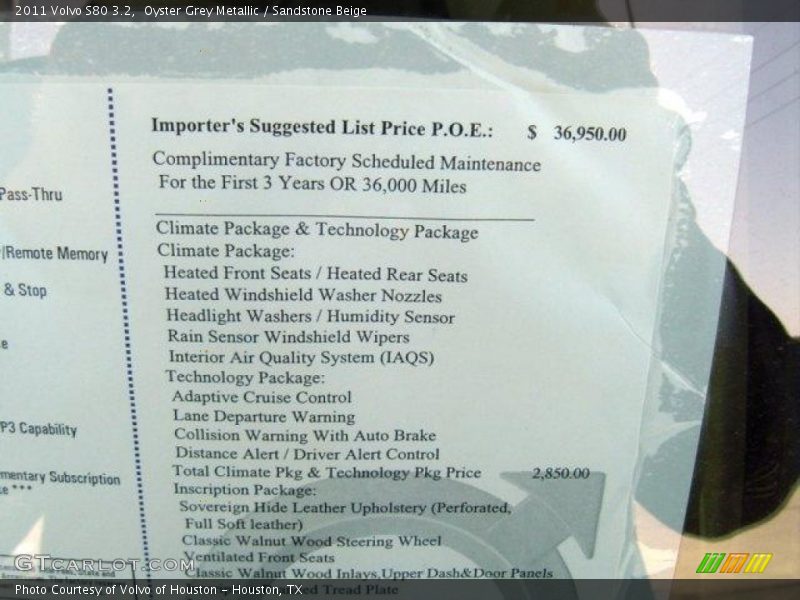 2011 Volvo S80 3.2,  Oyster Grey Metallic / Sandstone Beige
Pass-Thru
/Remote Memory
& Stop
e
P3 Capability
mentary Subscription
e ***
Importer's Suggested List Price P.O.E.: $ 36,950.00
Complimentary Factory Scheduled Maintenance
For the First 3 Years OR 36,000 Miles
Climate Package & Technology Package
Climate Package:
Heated Front Seats / Heated Rear Seats
Heated Windshield Washer Nozzles
Headlight Washers / Humidity Sensor
Rain Sensor Windshield Wipers
Interior Air Quality System (IAQS)
Technology Package:
Adaptive Cruise Control
Lane Departure Warning
Collision Warning With Auto Brake
Distance Alert / Driver Alert Control
Total Climate Pkg & Technology Pkg Price 2,850.00
Inscription Package:
Sovereign Hide Leather Upholstery (Perforated,
Full Soft leather)
Classic Walnut Wood Steering Wheel
Ventilated Front Seats
Classic Walnut Wood Inlays,Upper Dash&Door Panels
Tread Plate
GTcarlot.com
Photo Courtesy of Volvo of Houston - Houston, TX